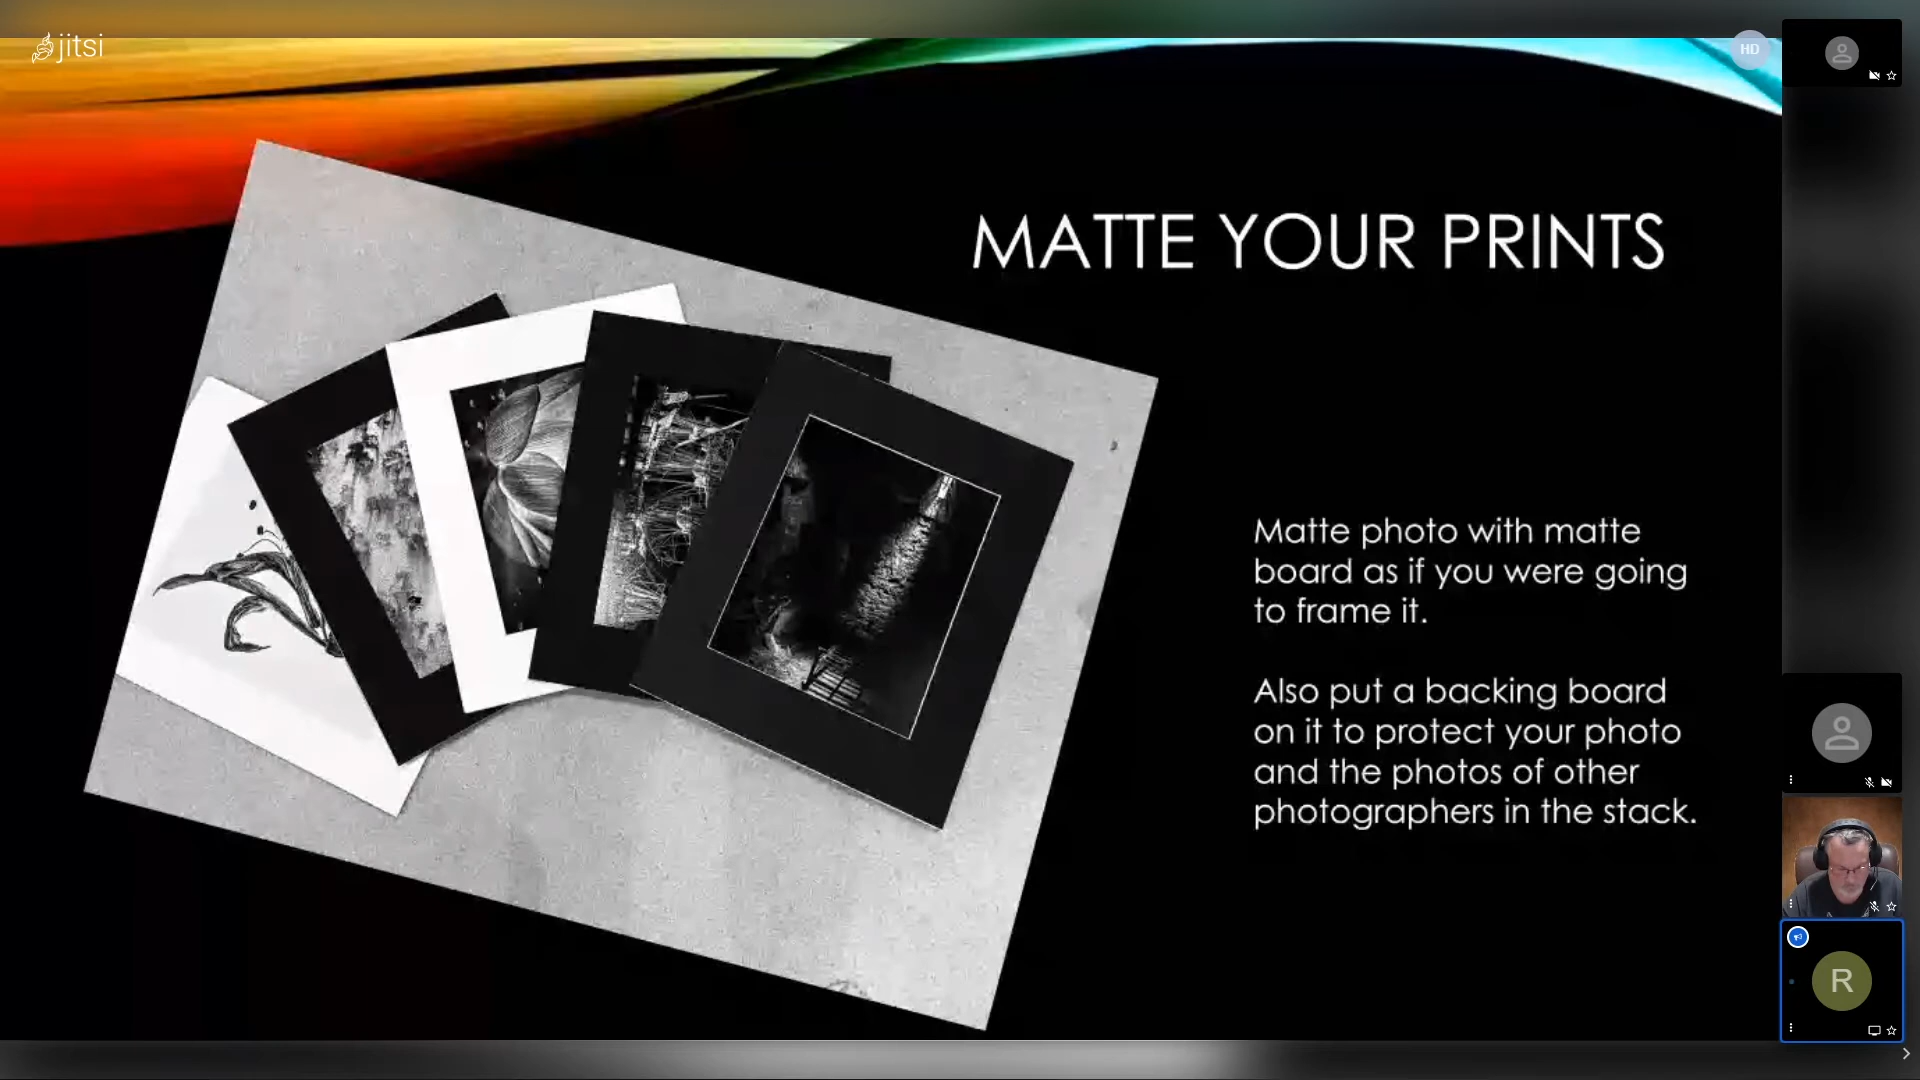 jitsi
HD
MATTE YOUR PRINTS
Matte photo with matte
board as if you were going
to frame it.
Also put a backing board
on it to protect your photo
and the photos of other
photographers in the stack.
R